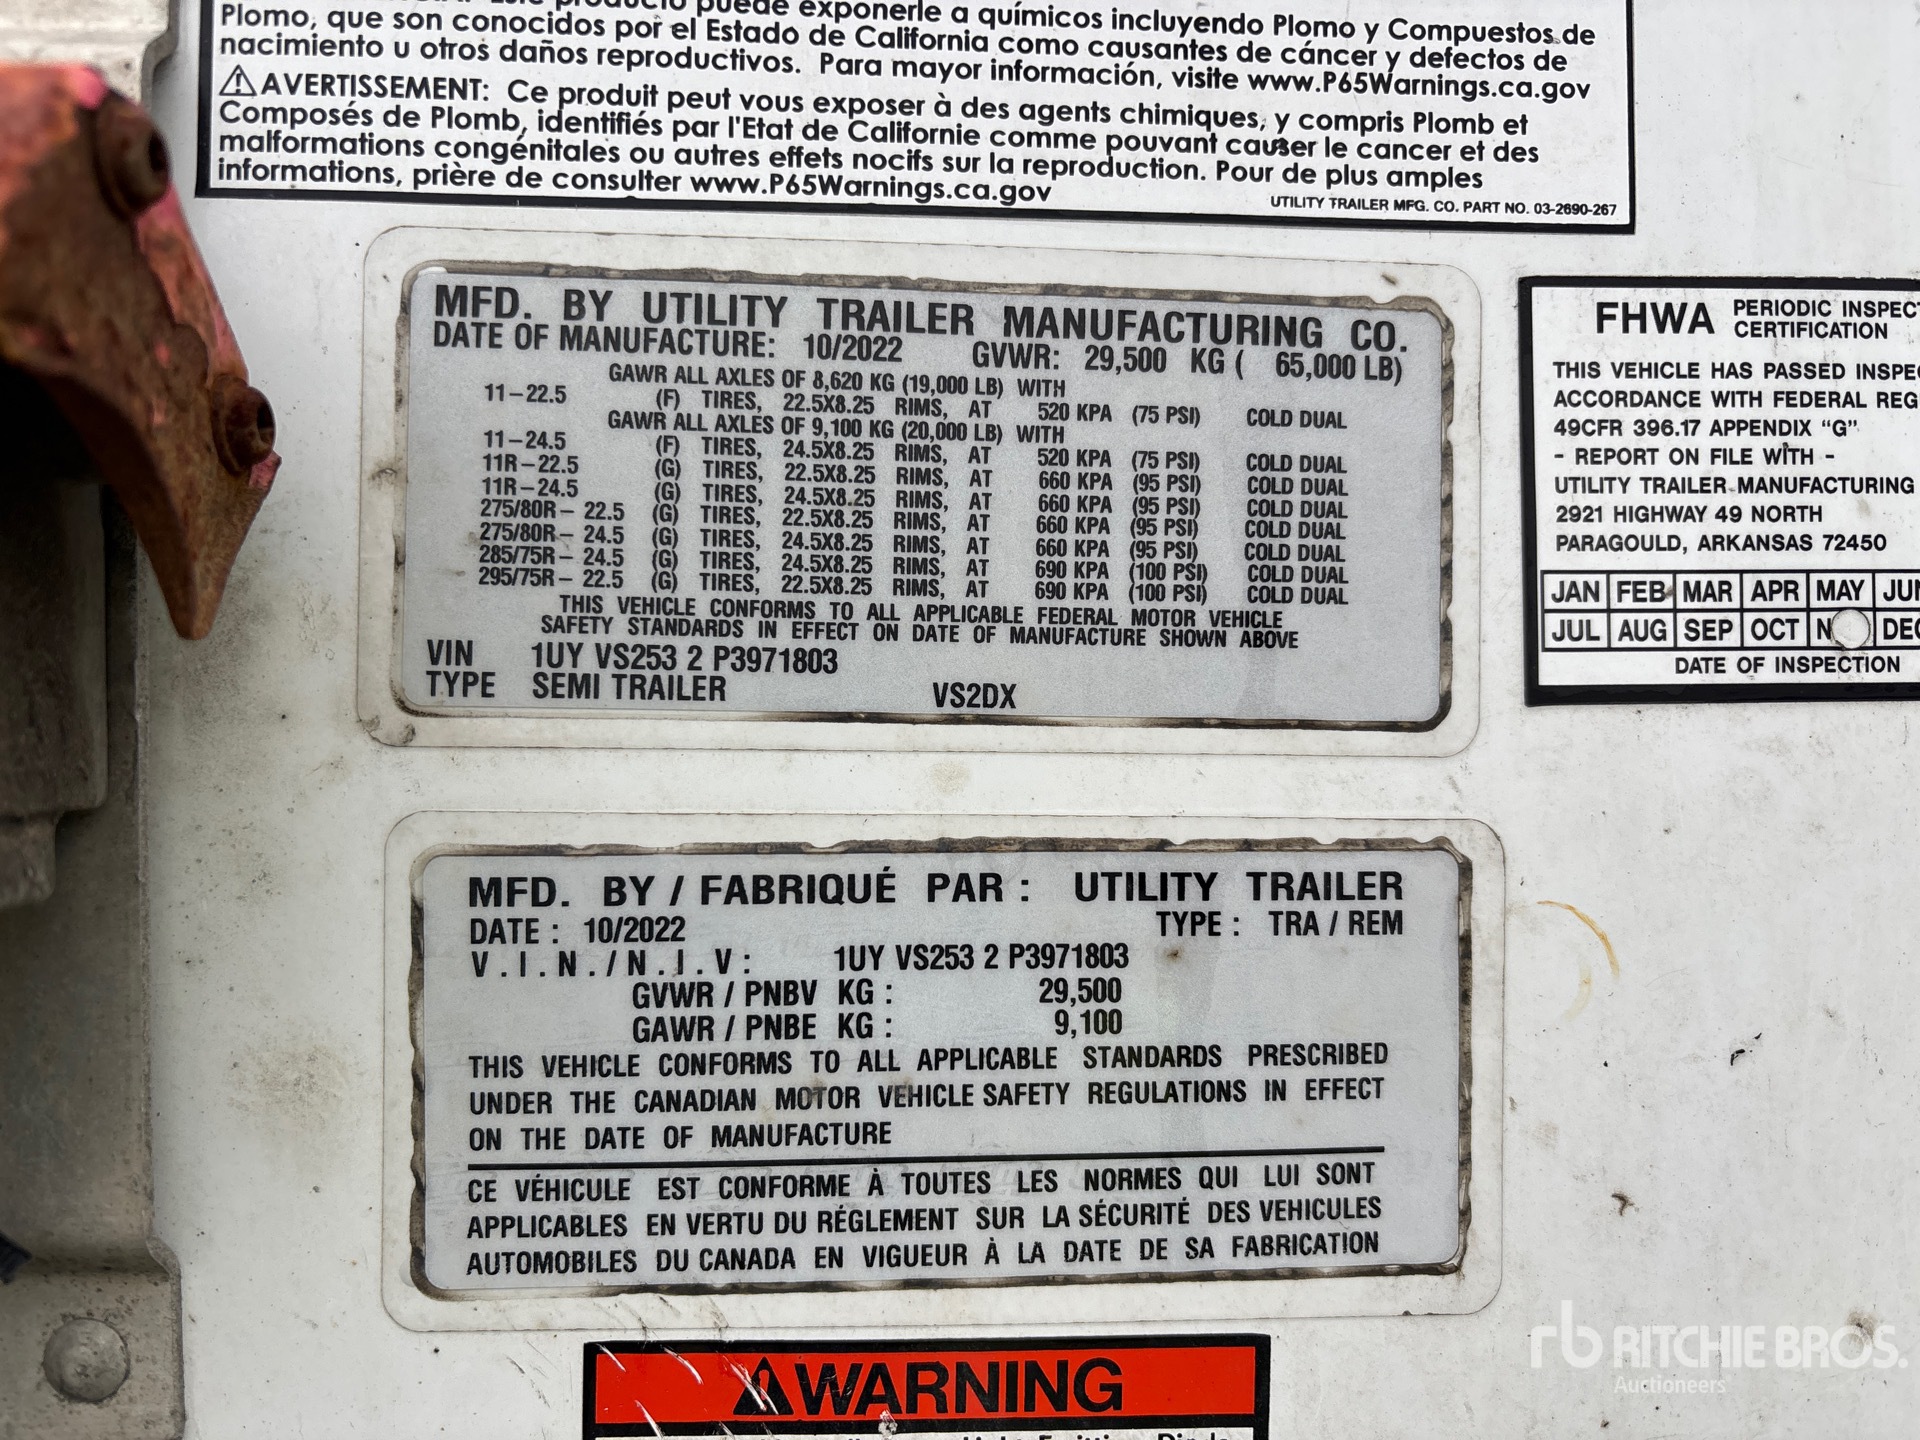 puede exponerle a químicos incluyendo Plomo y Compuestos de
Plomo, que son conocidos por el Estado de California como causantes de cáncer y defectos de
nacimiento u otros daños reproductivos. Para mayor información, visite www.P65Warnings.ca.gov
⚠AVERTISSEMENT: Ce produit peut vous exposer à des agents chimiques, y compris Plomb et
Composés de Plomb, identifiés par l'Etat de Californie comme pouvant causer le cancer et des
malformations congénitales ou autres effets nocifs sur la reproduction. Pour de plus amples
informations, prière de consulter www.P65Warnings.ca.gov
UTILITY TRAILER MFG. CO. PART NO. 03-2690-267
MFD. BY UTILITY TRAILER MANUFACTURING CO.
DATE OF MANUFACTURE: 10/2022 GVWR: 29,500 KG ( 65,000 LB)
GAWR ALL AXLES OF 8,620 KG (19,000 LB) WITH
11-22.5 (F) TIRES, 22.5X8.25 RIMS, AT 520 KPA (75 PSI) COLD DUAL
GAWR ALL AXLES OF 9,100 KG (20,000 LB) WITH
11-24.5 (F) TIRES, 24.5X8.25 RIMS, AT 520 KPA (75 PSI) COLD DUAL
11R-22.5 (G) TIRES, 22.5X8.25 RIMS, AT 660 KPA (95 PSI) COLD DUAL
11R-24.5 (G) TIRES, 24.5X8.25 RIMS, AT 660 KPA (95 PSI) COLD DUAL
275/80R-22.5 (G) TIRES, 22.5X8.25 RIMS, AT 660 KPA (95 PSI) COLD DUAL
275/80R-24.5 (G) TIRES, 24.5X8.25 RIMS, AT 660 KPA (95 PSI) COLD DUAL
285/75R-24.5 (G) TIRES, 24.5X8.25 RIMS, AT 690 KPA (100 PSI) COLD DUAL
295/75R-22.5 (G) TIRES, 22.5X8.25 RIMS, AT 690 KPA (100 PSI) COLD DUAL
THIS VEHICLE CONFORMS TO ALL APPLICABLE FEDERAL MOTOR VEHICLE
SAFETY STANDARDS IN EFFECT ON DATE OF MANUFACTURE SHOWN ABOVE
VIN 1UY VS253 2 P3971803
TYPE SEMI TRAILER VS2DX
FHWA PERIODIC INSPECT
CERTIFICATION
THIS VEHICLE HAS PASSED INSPE
ACCORDANCE WITH FEDERAL REG
49CFR 396.17 APPENDIX "G"
- REPORT ON FILE WITH -
UTILITY TRAILER MANUFACTURING
2921 HIGHWAY 49 NORTH
PARAGOULD, ARKANSAS 72450
JAN FEB MAR APR MAY JUN
JUL AUG SEP OCT N DEC
DATE OF INSPECTION
MFD. BY / FABRIQUÉ PAR : UTILITY TRAILER
DATE : 10/2022 TYPE : TRA / REM
V.I.N./N.I.V: 1UY VS253 2 P3971803
GVWR / PNBV KG : 29,500
GAWR / PNBE KG : 9,100
THIS VEHICLE CONFORMS TO ALL APPLICABLE STANDARDS PRESCRIBED
UNDER THE CANADIAN MOTOR VEHICLE SAFETY REGULATIONS IN EFFECT
ON THE DATE OF MANUFACTURE
CE VÉHICULE EST CONFORME À TOUTES LES NORMES QUI LUI SONT
APPLICABLES EN VERTU DU RÉGLEMENT SUR LA SÉCURITÉ DES VEHICULES
AUTOMOBILES DU CANADA EN VIGUEUR À LA DATE DE SA FABRICATION
⚠WARNING
rb RITCHIE BROS.
Auctioneers